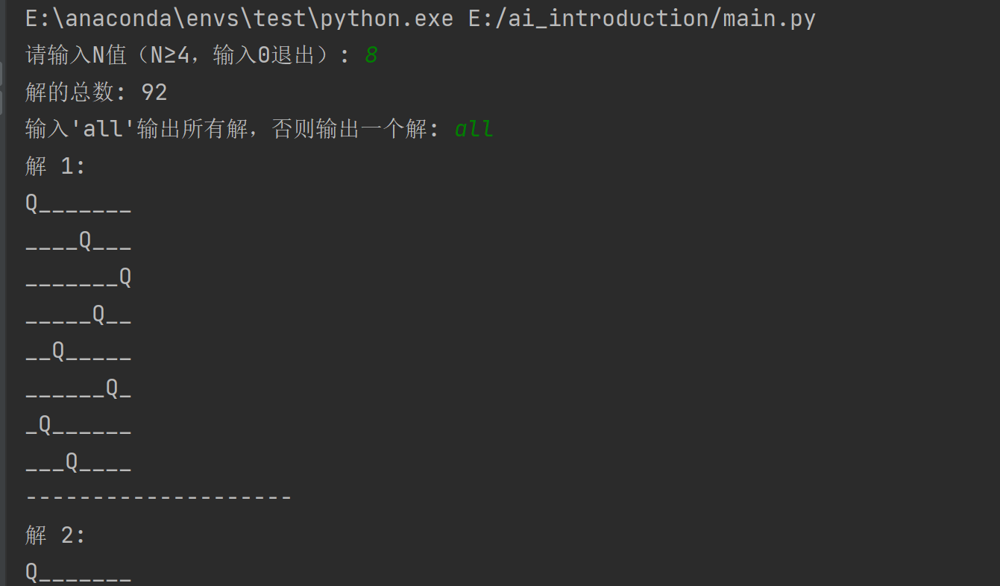 E:\anaconda\envs\test\python.exe E:/ai_introduction/main.py
请输入N值（N≥4，输入0退出）: 8
解的总数: 92
输入'all'输出所有解，否则输出一个解: all
解 1:
Q_______
____Q___
_______Q
_____Q__
__Q_____
______Q_
_Q______
___Q____
--------------------
解 2:
Q_______